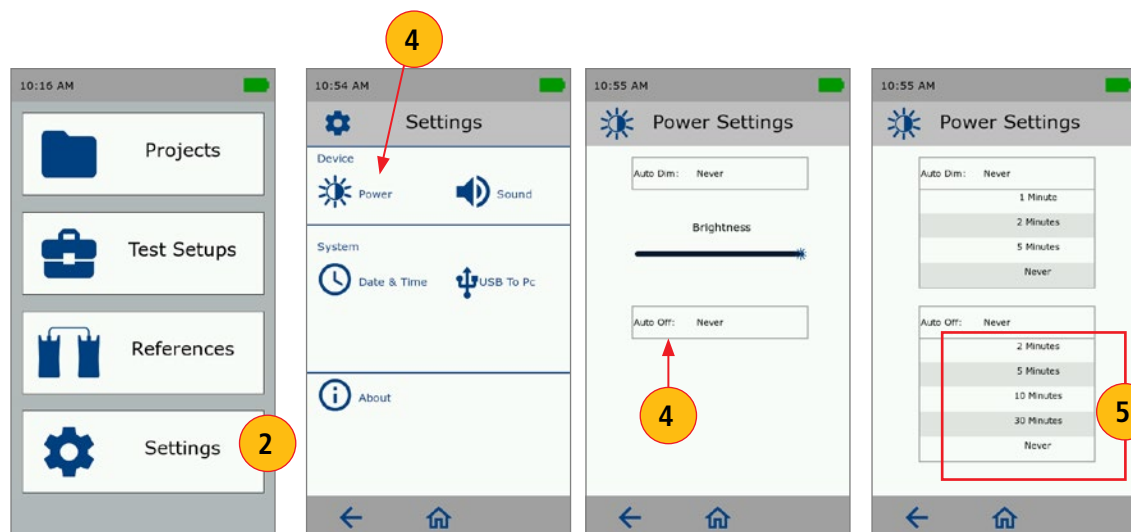 4
10:16 AM
Projects
Test Setups
References
Settings
2
10:54 AM
Settings
Device
Power
Sound
System
Date & Time
USB To Pc
About
10:55 AM
Power Settings
Auto Dim: Never
Brightness
Auto Off: Never
4
10:55 AM
Power Settings
Auto Dim: Never
1 Minute
2 Minutes
5 Minutes
Never
Auto Off: Never
2 Minutes
5 Minutes
10 Minutes
30 Minutes
Never
5